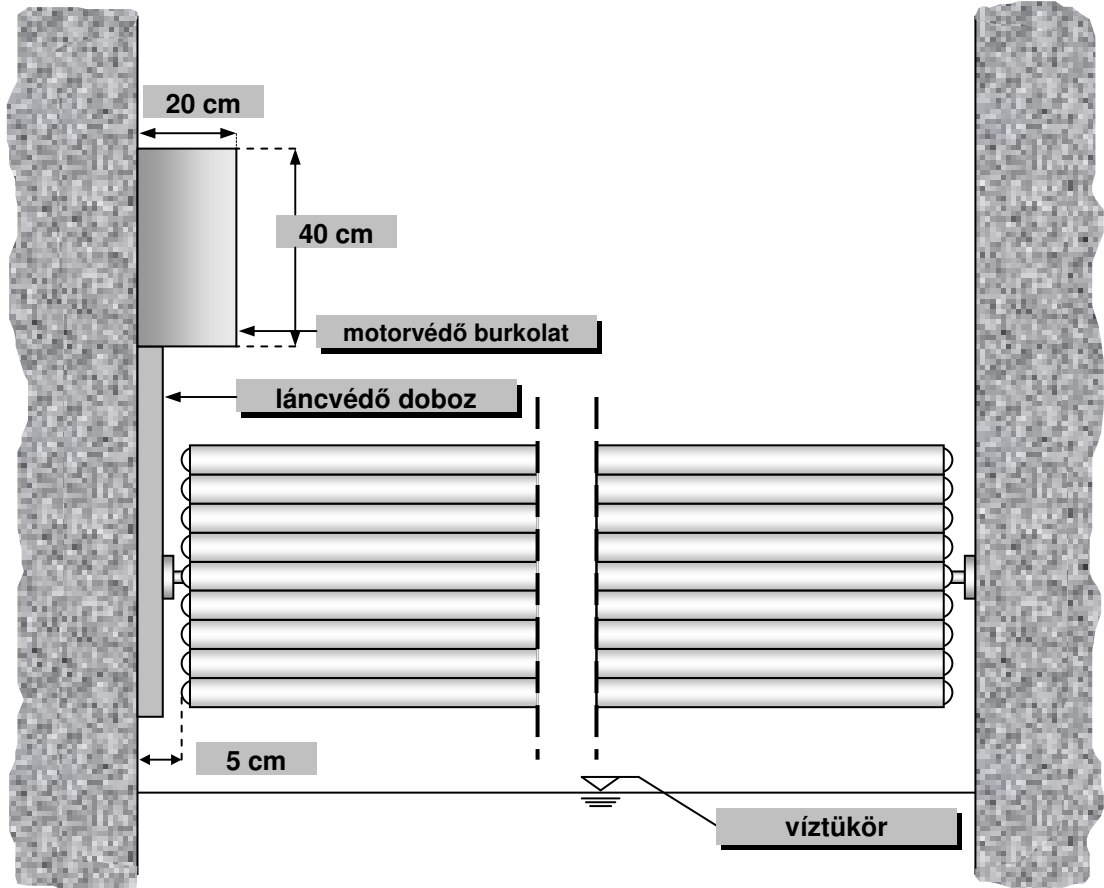 20 cm
40 cm
motorvédő burkolat
láncvédő doboz
5 cm
víztükör